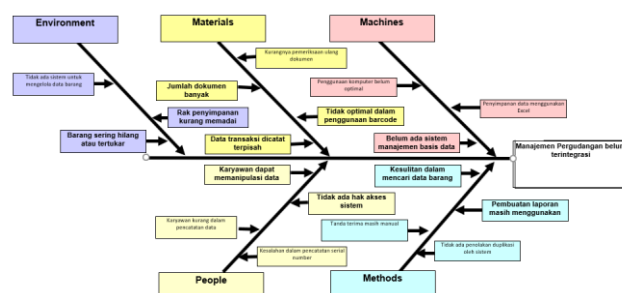 Environment
Materials
Machines
Tidak ada sistem untuk
mengelola data barang
Rak penyimpanan
kurang memadai
Barang sering hilang
atau tertukar
Kurangnya pemeriksaan ulang
dokumen
Jumlah dokumen
banyak
Tidak optimal dalam
penggunaan barcode
Data transaksi dicatat
terpisah
Penggunaan komputer belum
optimal
Penyimpanan data menggunakan
Excel
Belum ada sistem
manajemen basis data
Manajemen Pergudangan belum
terintegrasi
Karyawan dapat
memanipulasi data
Tidak ada hak akses
sistem
Karyawan kurang dalam
pencatatan data
Kesalahan dalam pencatatan serial
number
People
Kesulitan dalam
mencari data barang
Pembuatan laporan
masih menggunakan
Tanda terima masih manual
Tidak ada penolakan duplikasi
oleh sistem
Methods